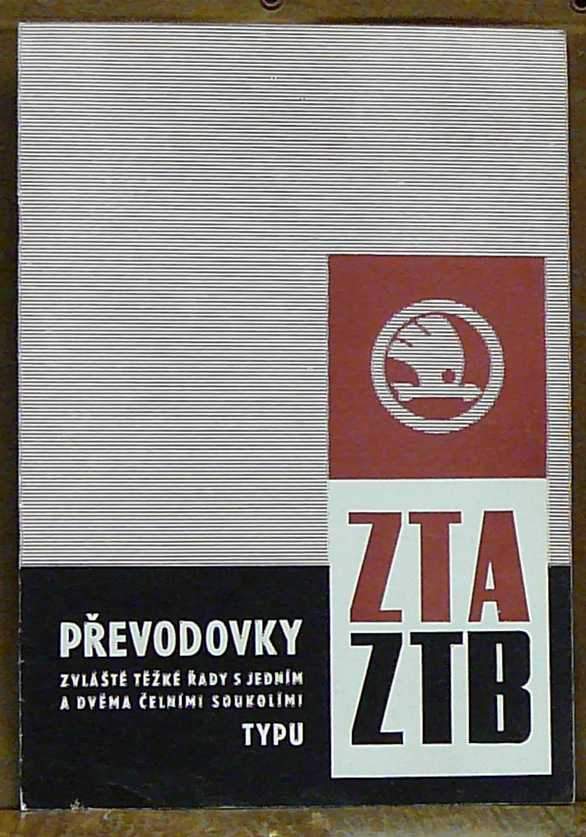 ZTA
PŘEVODOVKY
ZVLÁŠTĚ TĚŽKÉ ŘADY S JEDNÍM
A DVĚMA ČELNÍMI SOUKOLÍMI
TYPU
ZTB